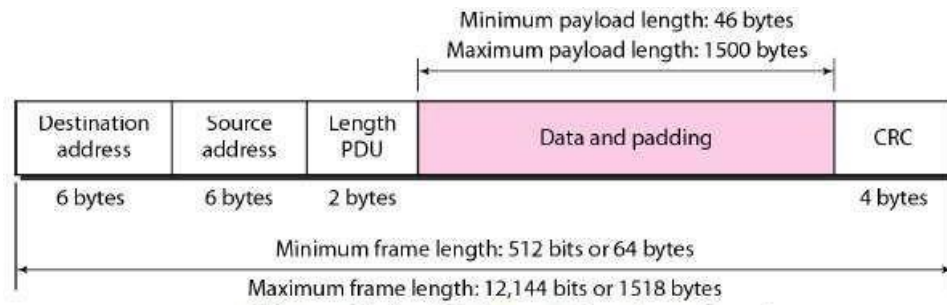 Minimum payload length: 46 bytes
Maximum payload length: 1500 bytes
Destination address
Source address
Length PDU
Data and padding
CRC
6 bytes
6 bytes
2 bytes
4 bytes
Minimum frame length: 512 bits or 64 bytes
Maximum frame length: 12,144 bits or 1518 bytes